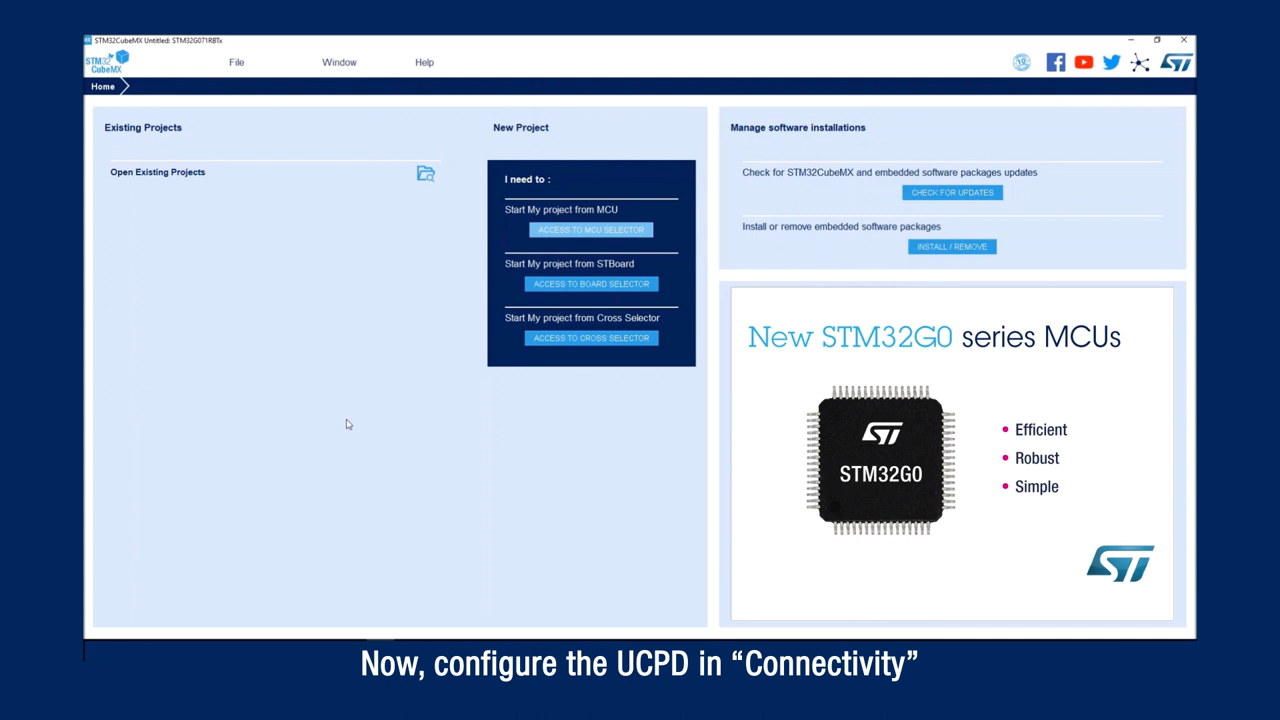 STM32CubeMX Untitled: STM32G071RBTx
STM32
CubeMX
File
Window
Help
10
ST
Home
Existing Projects
Open Existing Projects
New Project
I need to :
Start My project from MCU
ACCESS TO MCU SELECTOR
Start My project from STBoard
ACCESS TO BOARD SELECTOR
Start My project from Cross Selector
ACCESS TO CROSS SELECTOR
Manage software installations
Check for STM32CubeMX and embedded software packages updates
CHECK FOR UPDATES
Install or remove embedded software packages
INSTALL / REMOVE
New STM32G0 series MCUs
ST
STM32G0
• Efficient
• Robust
• Simple
ST
Now, configure the UCPD in “Connectivity”